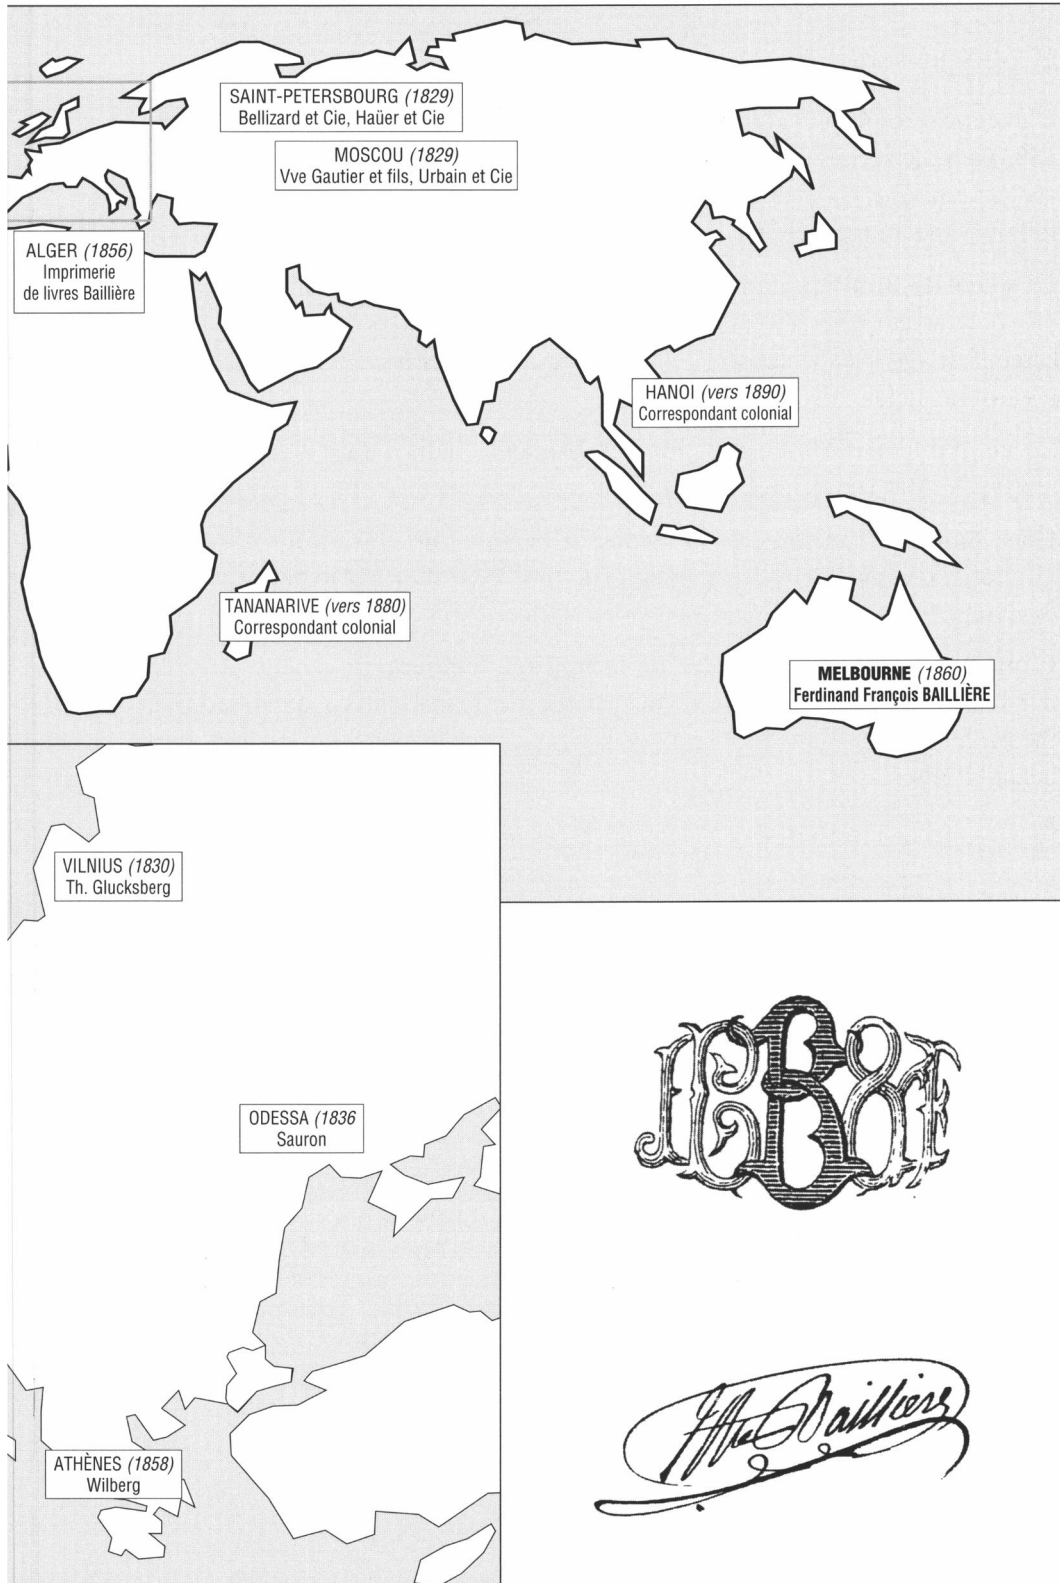 SAINT-PETERSBOURG (1829)
Bellizard et Cie, Haüer et Cie
MOSCOU (1829)
Vve Gautier et fils, Urbain et Cie
ALGER (1856)
Imprimerie
de livres Baillière
HANOI (vers 1890)
Correspondant colonial
TANANARIVE (vers 1880)
Correspondant colonial
MELBOURNE (1860)
Ferdinand François BAILLIÈRE
VILNIUS (1830)
Th. Glucksberg
ODESSA (1836
Sauron
ATHÈNES (1858)
Wilberg
Baillière